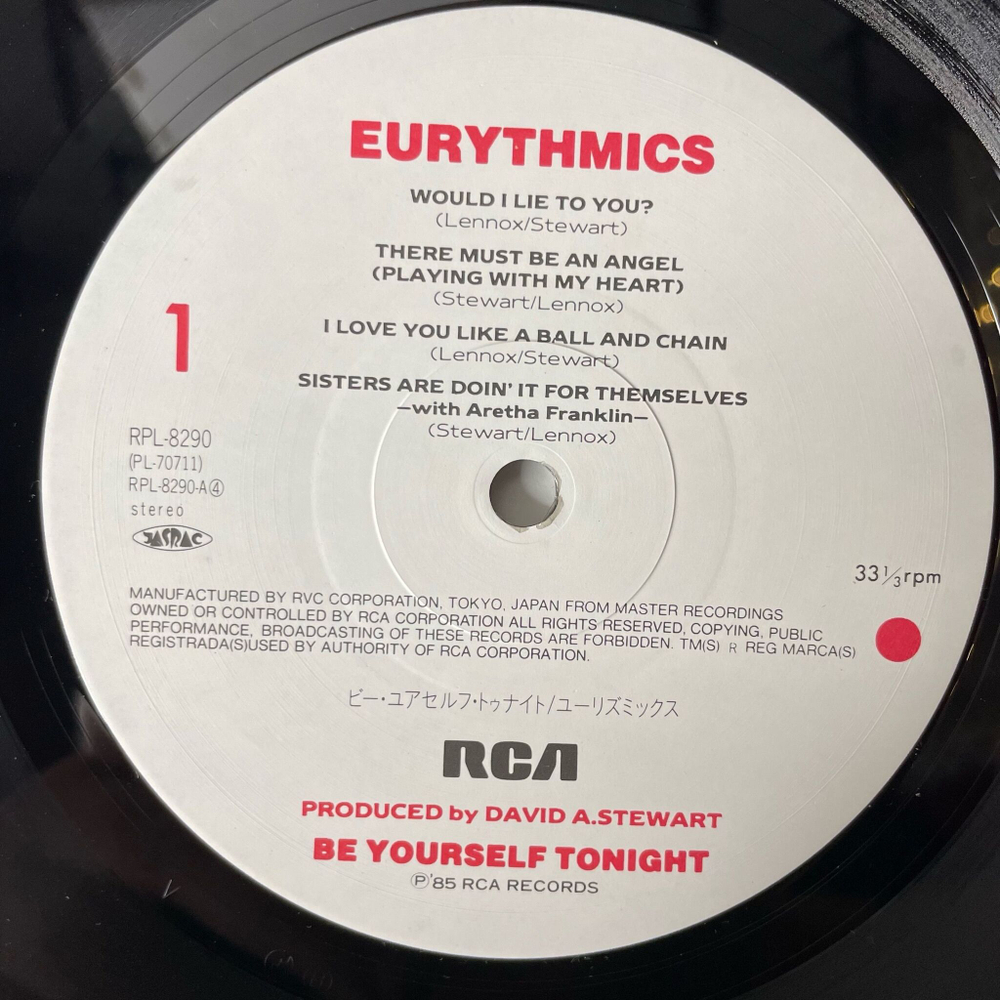 EURYTHMICS
WOULD I LIE TO YOU?
(Lennox/Stewart)
THERE MUST BE AN ANGEL
(PLAYING WITH MY HEART)
(Stewart/Lennox)
I LOVE YOU LIKE A BALL AND CHAIN
(Lennox/Stewart)
SISTERS ARE DOIN' IT FOR THEMSELVES
–with Aretha Franklin–
(Stewart/Lennox)
1
RPL-8290
(PL-70711)
RPL-8290-A④
stereo
JASRAC
33 1/3 rpm
MANUFACTURED BY RVC CORPORATION, TOKYO, JAPAN FROM MASTER RECORDINGS
OWNED OR CONTROLLED BY RCA CORPORATION ALL RIGHTS RESERVED, COPYING, PUBLIC
PERFORMANCE, BROADCASTING OF THESE RECORDS ARE FORBIDDEN. TM(S) R REG MARCA(S)
REGISTRADA(S)USED BY AUTHORITY OF RCA CORPORATION.
ビー・ユアセルフ・トゥナイト/ユーリズミックス
RCA
PRODUCED by DAVID A.STEWART
BE YOURSELF TONIGHT
Ⓟ'85 RCA RECORDS